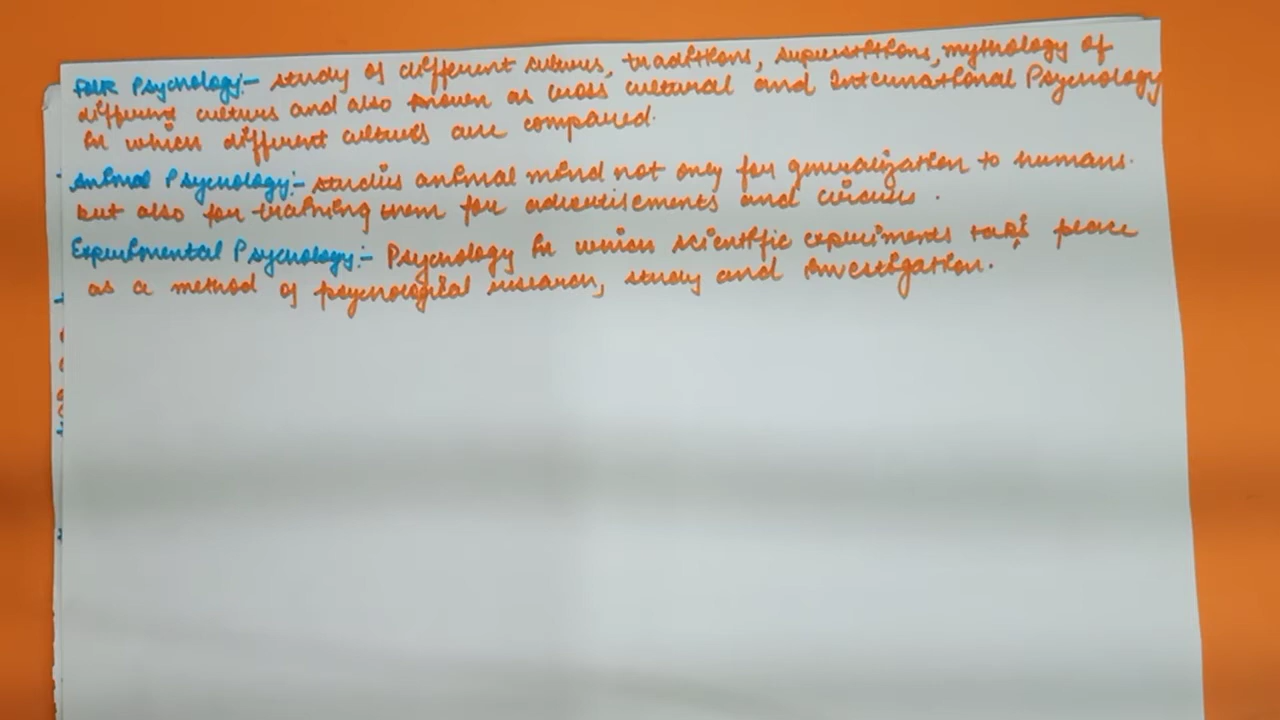 Folk Psychology:- study of different cultures, traditions, superstitions, mythology of
different cultures and also known as cross cultural and International Psychology
in which different cultures are compared.
Animal Psychology:- studies animal mind not only for generalization to humans.
but also for training them for advertisements and circuses.
Experimental Psychology:- Psychology in which scientific experiments takes place
as a method of psychological research, study and investigation.